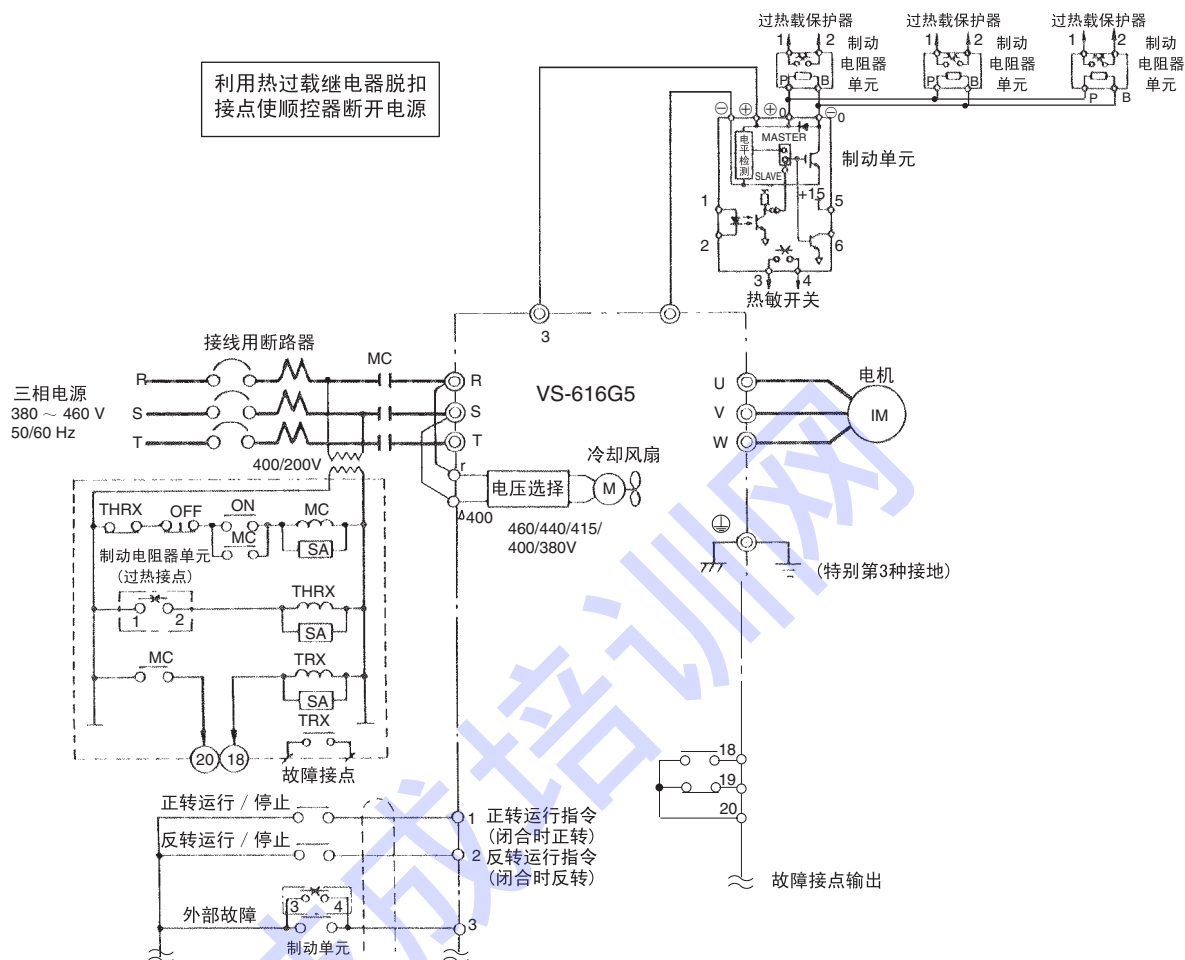 过热载保护器 过热载保护器 过热载保护器
1 2 制动 电阻器 单元
1 2 制动 电阻器 单元
1 2 制动 电阻器 单元
P B P B P B
利用热过载继电器脱扣
接点使顺控器断开电源
⊖ ⊕ ⊕0 ⊖0
电平检测
MASTER
SLAVE
制动单元
+15
1 5
2 6
3 4
热敏开关
3
接线用断路器
MC
三相电源
380 ~ 460 V
50/60 Hz
R R
S S
T T
VS-616G5
U
V
W
电机
IM
400/200V
r
Δ400
电压选择
冷却风扇
M
460/440/415/
400/380V
(特别第3种接地)
THRX OFF ON MC
MC SA
制动电阻器单元
(过热接点)
1 2
THRX
SA
MC
TRX
SA
TRX
20 18
故障接点
18
19
20
故障接点输出
正转运行 / 停止 1 正转运行指令
(闭合时正转)
反转运行 / 停止 2 反转运行指令
(闭合时反转)
外部故障 3 4 3
制动单元
成培训网